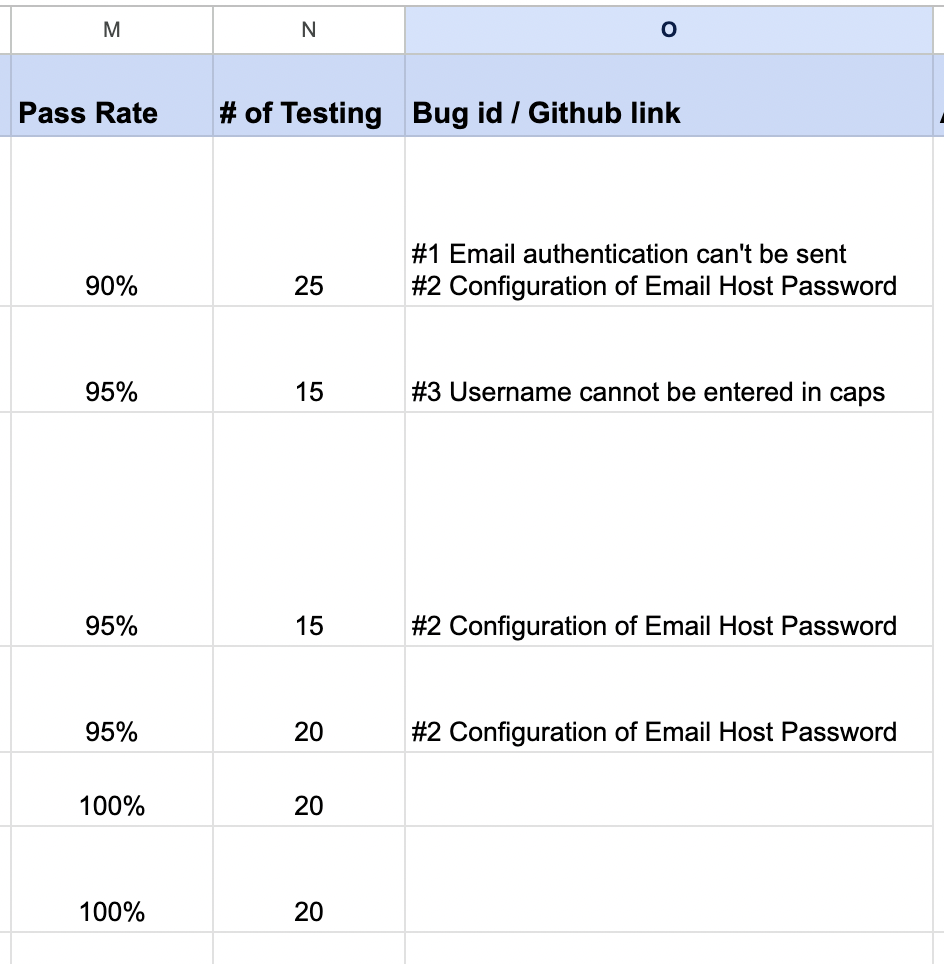 M N O
Pass Rate # of Testing Bug id / Github link
#1 Email authentication can't be sent
90% 25 #2 Configuration of Email Host Password
95% 15 #3 Username cannot be entered in caps
95% 15 #2 Configuration of Email Host Password
95% 20 #2 Configuration of Email Host Password
100% 20
100% 20